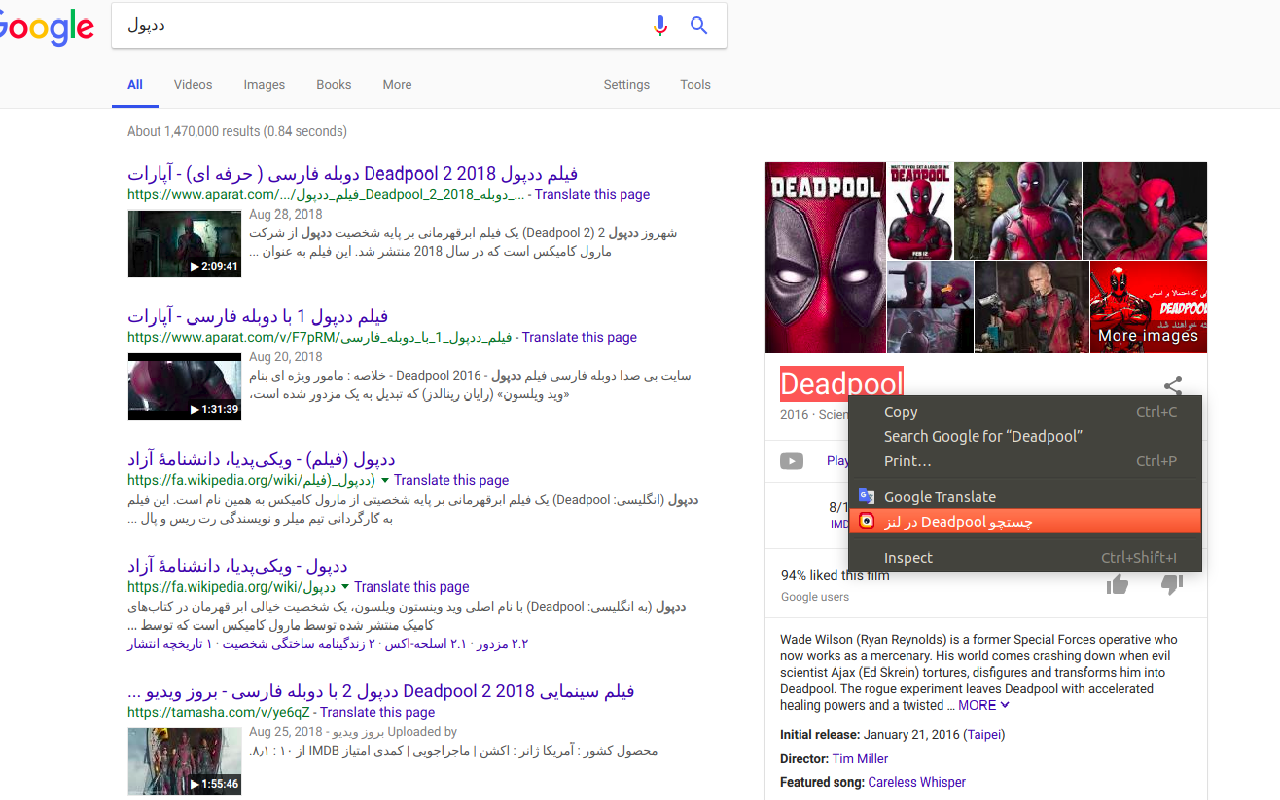 Google
ددپول
All
Videos
Images
Books
More
Settings
Tools
About 1,470,000 results (0.84 seconds)
فیلم ددپول Deadpool 2 2018 دوبله فارسی ( حرفه ای) - آپارات
https://www.aparat.com/.../فیلم_ددپول_Deadpool_2_2018_دوبله_... - Translate this page
2:09:41
Aug 28, 2018
شهروز ددپول 2 (Deadpool 2) یک فیلم ابرقهرمانی بر پایه شخصیت ددپول از شرکت
مارول کامیکس است که در سال 2018 منتشر شد. این فیلم به عنوان ...
فیلم ددپول 1 با دوبله فارسی - آپارات
https://www.aparat.com/v/F7pRM/فیلم_ددپول_1_با_دوبله_فارسی - Translate this page
1:31:39
Aug 20, 2018
سایت بی صدا دوبله فارسی فیلم ددپول - Deadpool 2016 - خلاصه : مامور ویژه ای بنام
«وید ویلسون» (رایان رینالدز) که تبدیل به یک مزدور شده است،
ددپول (فیلم) - ویکی‌پدیا، دانشنامهٔ آزاد
https://fa.wikipedia.org/wiki/ددپول_(فیلم) Translate this page
ددپول (انگلیسی: Deadpool) یک فیلم ابرقهرمانی بر پایه شخصیتی از مارول کامیکس به همین نام است. این فیلم
به کارگردانی تیم میلر و نویسندگی رت ریس و پال ...
ددپول - ویکی‌پدیا، دانشنامهٔ آزاد
https://fa.wikipedia.org/wiki/ددپول Translate this page
ددپول (به انگلیسی: Deadpool) با نام اصلی وید وینستون ویلسون، یک شخصیت خیالی ابر قهرمان در کتاب‌های
کامیک منتشر شده توسط مارول کامیکس است که توسط ...
۱ تاریخچه انتشار · ۲ زندگینامه ساختگی شخصیت · ۲.۱ اسلحه-اکس · ۲.۲ مزدور
فیلم سینمایی Deadpool 2 2018 ددپول 2 با دوبله فارسی - بروز ویدیو ...
https://tamasha.com/v/ye6qZ - Translate this page
1:55:46
Aug 25, 2018 - Uploaded by بروز ویدیو
محصول کشور : آمریکا ژانر : اکشن | ماجراجویی | کمدی امتیاز IMDB از ۱۰ : ۸٫۱.
DEADPOOL
DEADPOOL
FEB 12
DEADPOOL
More images
Deadpool
2016 · Scien
Play
8/1
IMD
94% liked this film
Google users
Copy Ctrl+C
Search Google for “Deadpool”
Print… Ctrl+P
Google Translate
جستجو Deadpool در لنز
Inspect Ctrl+Shift+I
Wade Wilson (Ryan Reynolds) is a former Special Forces operative who
now works as a mercenary. His world comes crashing down when evil
scientist Ajax (Ed Skrein) tortures, disfigures and transforms him into
Deadpool. The rogue experiment leaves Deadpool with accelerated
healing powers and a twisted ... MORE
Initial release: January 21, 2016 (Taipei)
Director: Tim Miller
Featured song: Careless Whisper